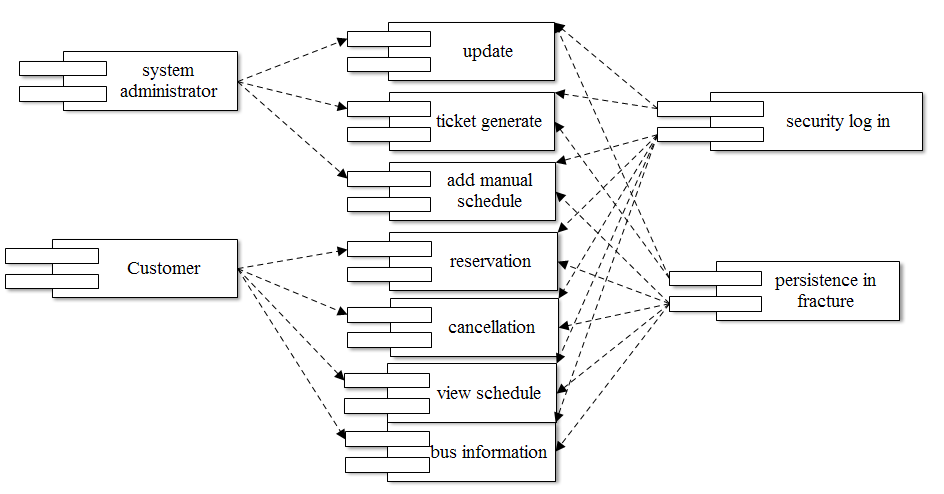 system
administrator
Customer
update
ticket generate
add manual
schedule
reservation
cancellation
view schedule
bus information
security log in
persistence in
fracture